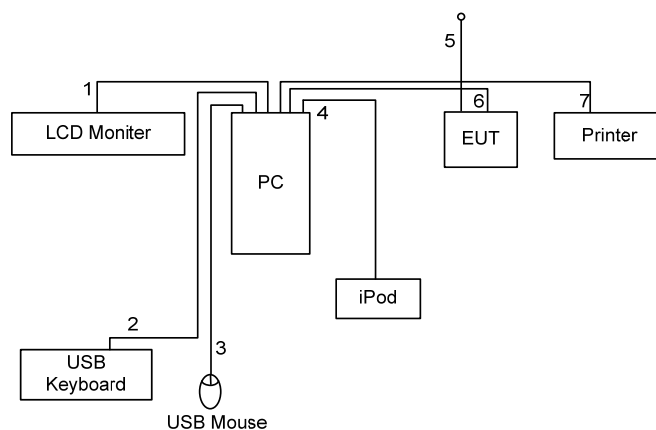 5
1
6
7
LCD Moniter
4
EUT
Printer
PC
iPod
2
3
USB
Keyboard
USB Mouse